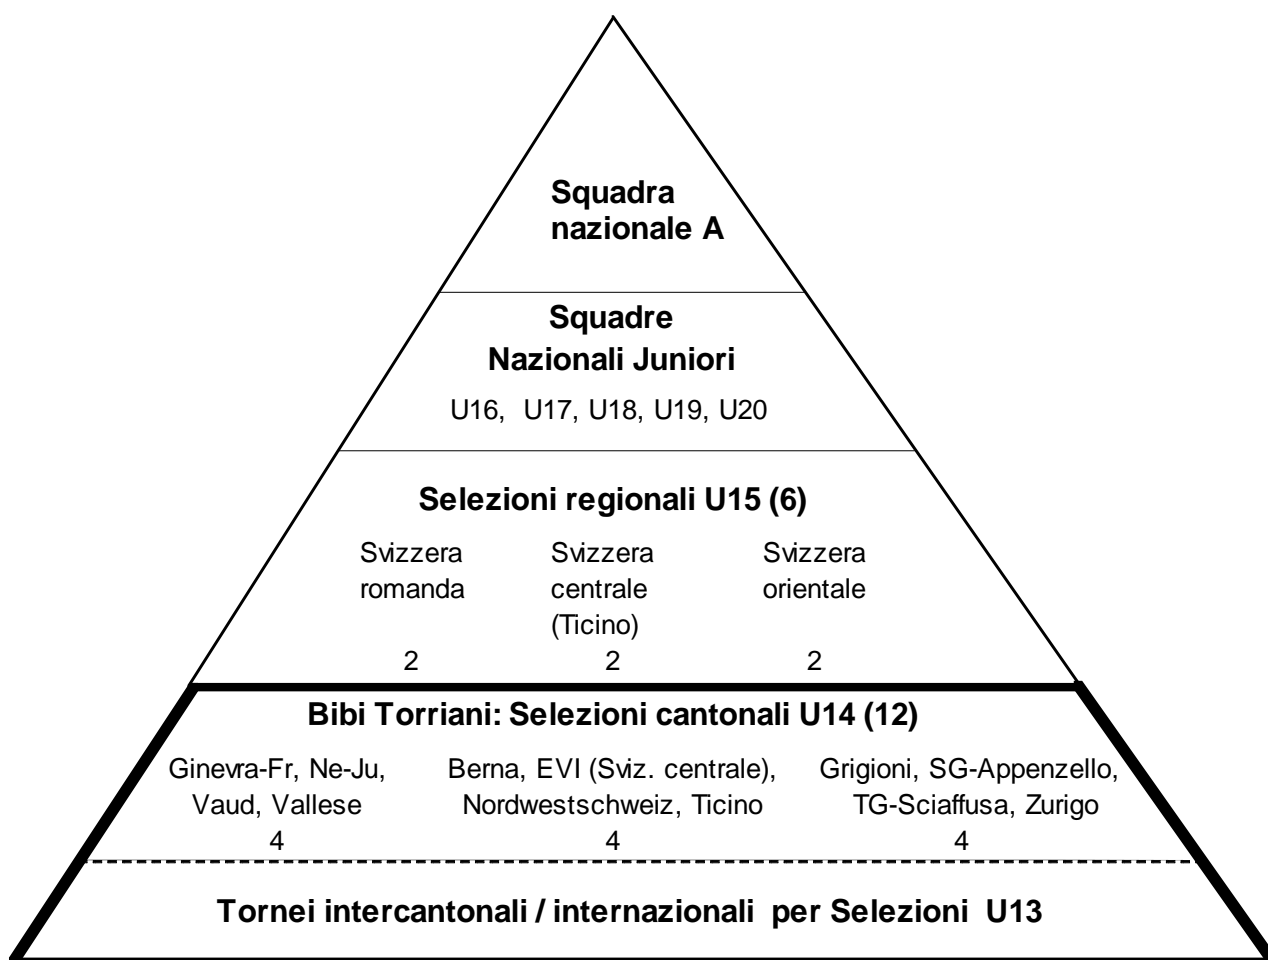 Squadra
nazionale A
Squadre
Nazionali Juniori
U16, U17, U18, U19, U20
Selezioni regionali U15 (6)
Svizzera romanda
Svizzera centrale (Ticino)
Svizzera orientale
2 2 2
Bibi Torriani: Selezioni cantonali U14 (12)
Ginevra-Fr, Ne-Ju,
Vaud, Vallese
4
Berna, EVI (Sviz. centrale),
Nordwestschweiz, Ticino
4
Grigioni, SG-Appenzello,
TG-Sciaffusa, Zurigo
4
Tornei intercantonali / internazionali per Selezioni U13